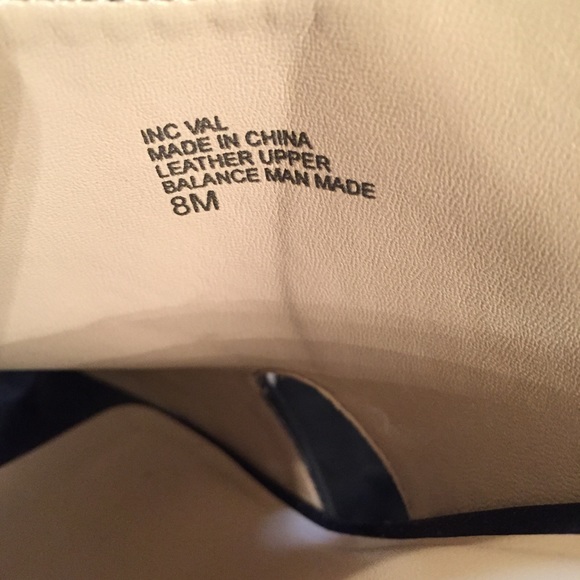 INC VAL
MADE IN CHINA
LEATHER UPPER
BALANCE MAN MADE
8M